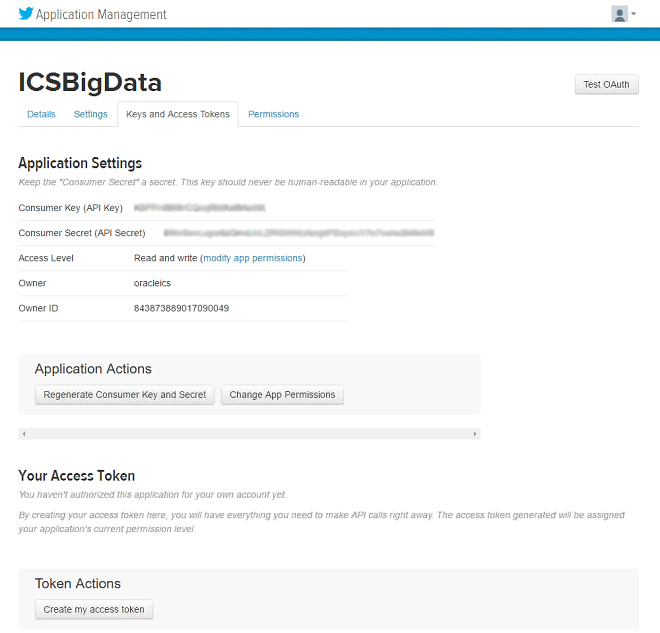 Application Management
ICSBigData
Test OAuth
Details Settings Keys and Access Tokens Permissions
Application Settings
Keep the "Consumer Secret" a secret. This key should never be human-readable in your application.
Consumer Key (API Key)
Consumer Secret (API Secret)
Access Level Read and write (modify app permissions)
Owner oracleics
Owner ID 843873889017090049
Application Actions
Regenerate Consumer Key and Secret Change App Permissions
Your Access Token
You haven't authorized this application for your own account yet.
By creating your access token here, you will have everything you need to make API calls right away. The access token generated will be assigned
your application's current permission level.
Token Actions
Create my access token